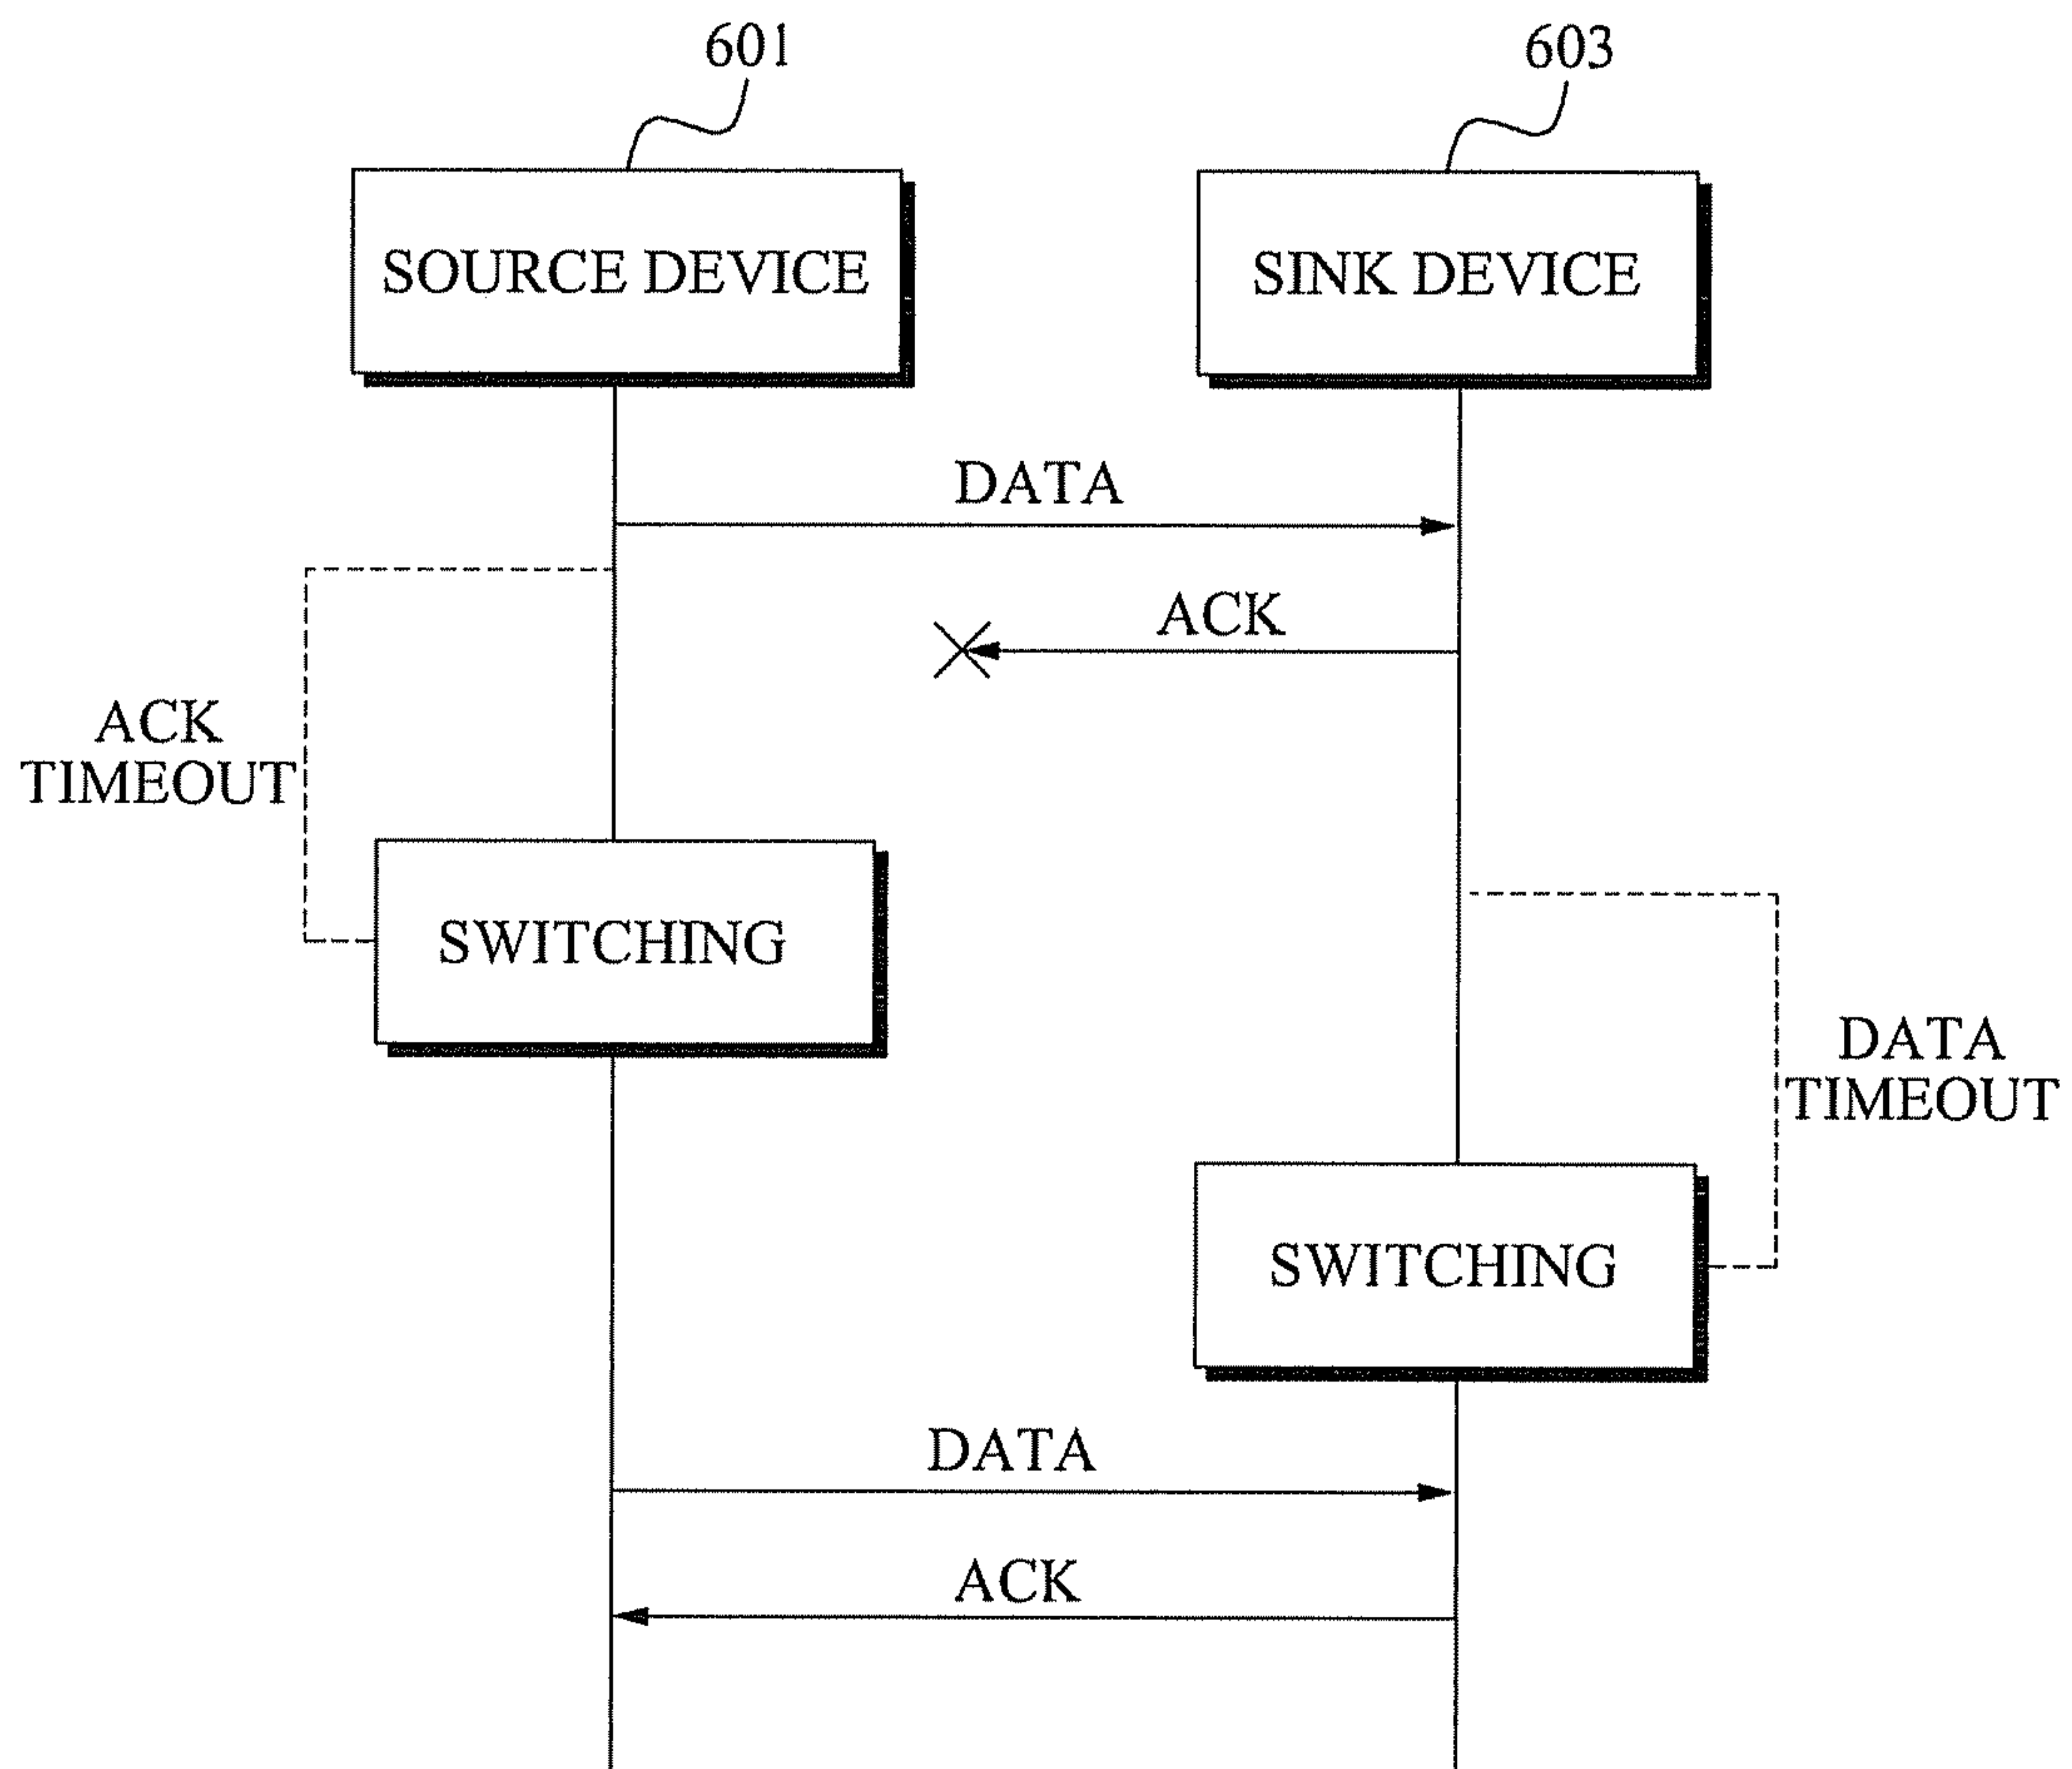 601
603
SOURCE DEVICE
SINK DEVICE
DATA
ACK
ACK
TIMEOUT
SWITCHING
DATA
TIMEOUT
SWITCHING
DATA
ACK